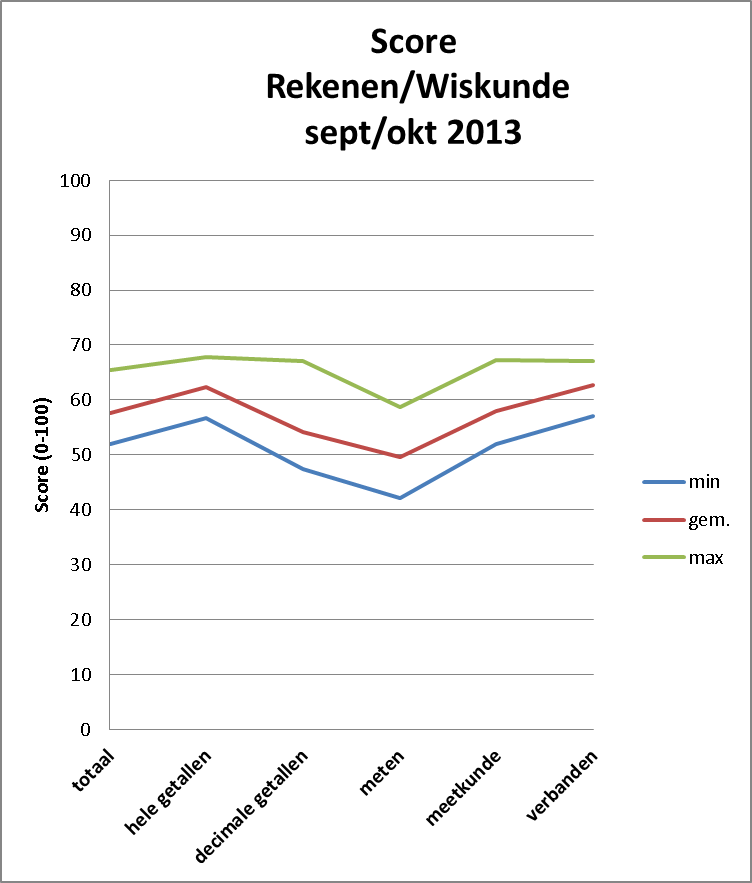 Score
Rekenen/Wiskunde
sept/okt 2013
100
90
80
70
60
50
40
30
20
10
0
Score (0-100)
totaal
hele getallen
decimale getallen
meten
meetkunde
verbanden
min
gem.
max